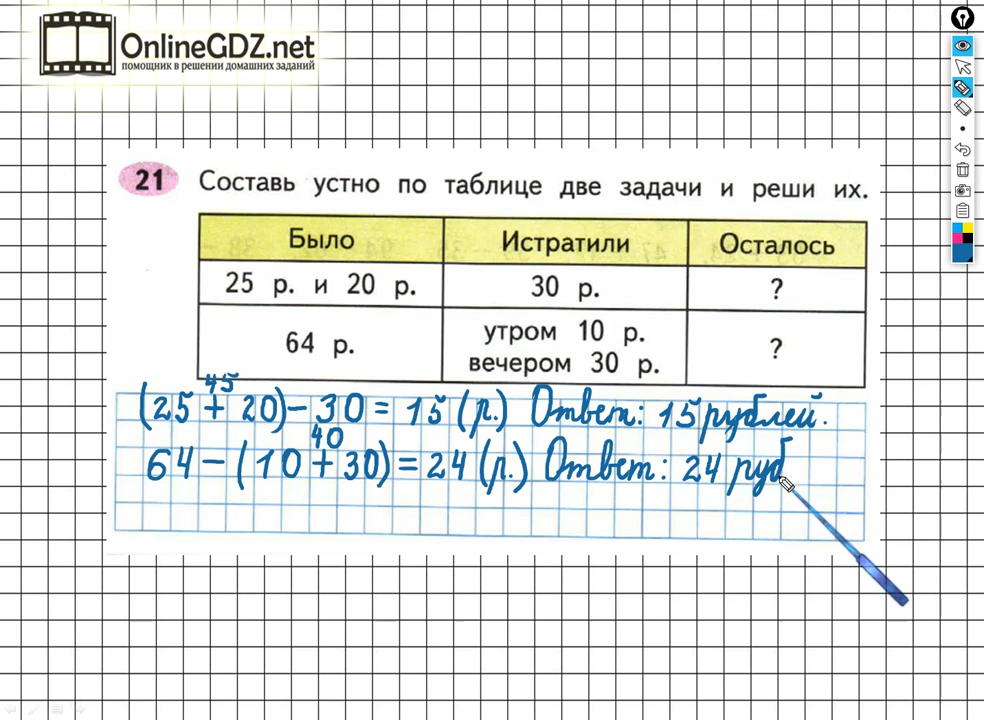 OnlineGDZ.net
помощник в решении домашних заданий
21 Составь устно по таблице две задачи и реши их.
Было Истратили Осталось
25 р. и 20 р. 30 р. ?
64 р. утром 10 р. вечером 30 р. ?
45
(25 + 20) - 30 = 15 (р.) Ответ: 15 рублей.
40
64 - (10 + 30) = 24 (р.) Ответ: 24 руб